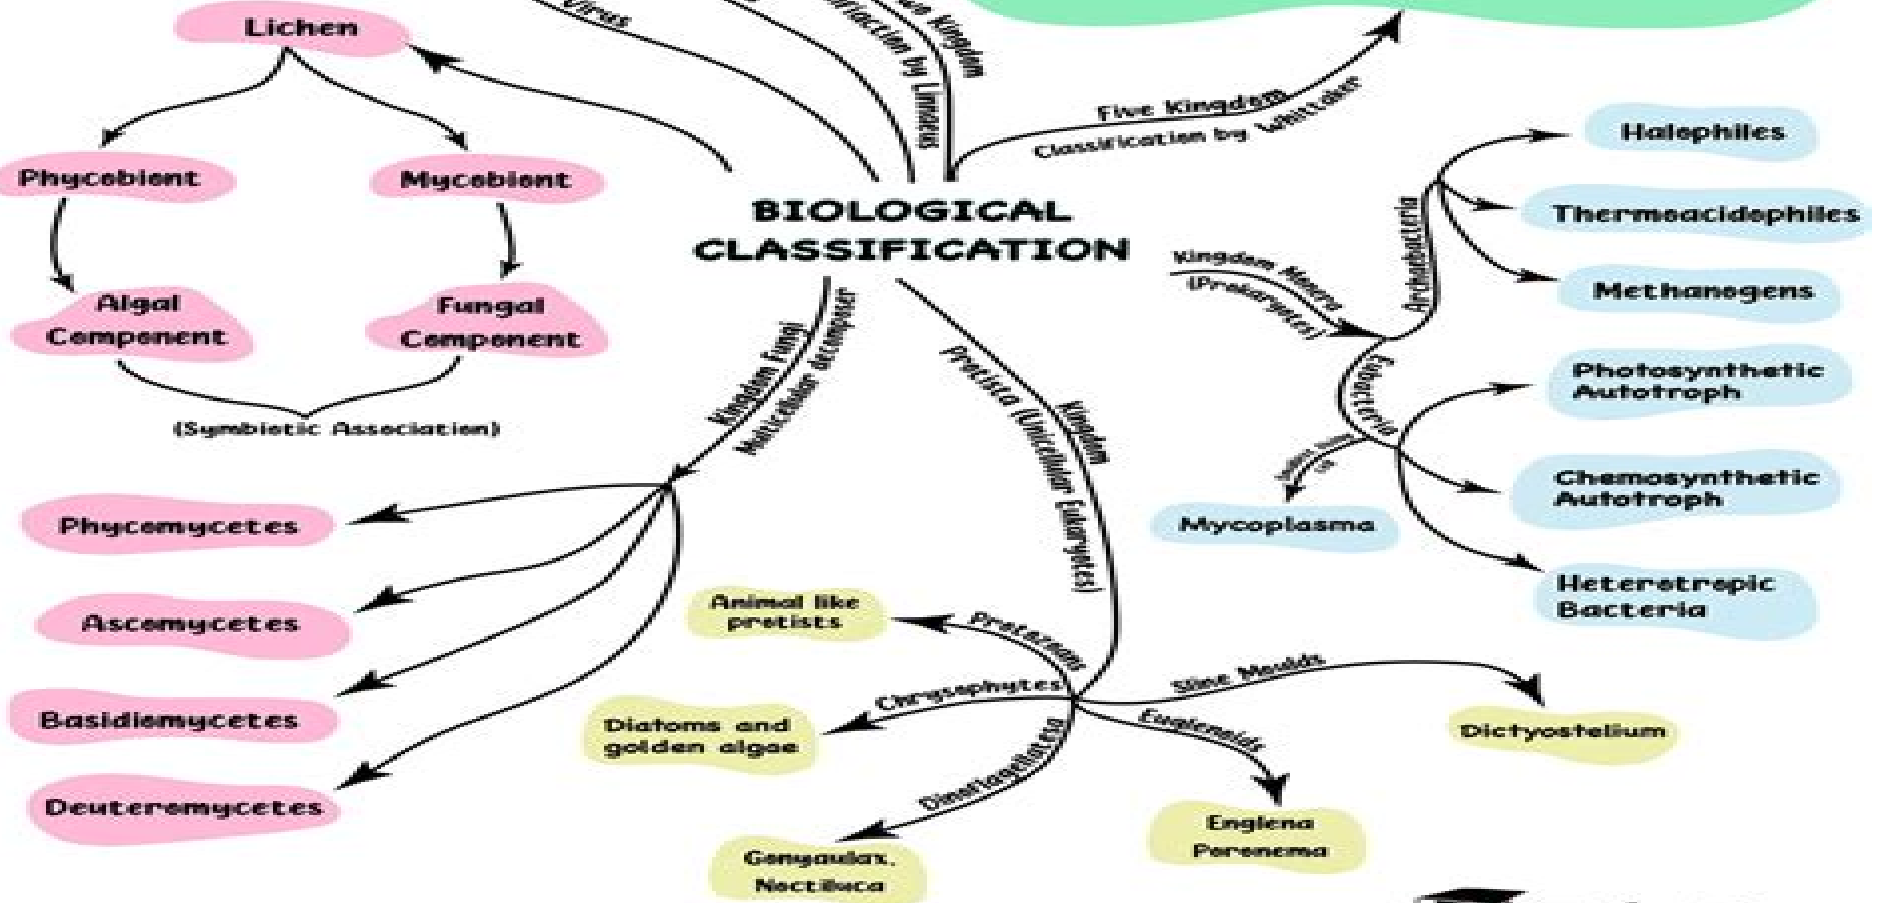 Lichen
Virus
Kingdom
by Linnaeus
Five Kingdom
Classification by Whittaker
Phycobiont
Mycobiont
Algal
Component
Fungal
Component
(Symbiotic Association)
BIOLOGICAL
CLASSIFICATION
Kingdom Monera
(Prokaryotes)
Archaebacteria
Halophiles
Thermoacidophiles
Methanogens
Eubacteria
Photosynthetic
Autotroph
Chemosynthetic
Autotroph
Heterotropic
Bacteria
Mycoplasma
Kingdom Fungi
Multicellular decomposer
Phycomycetes
Ascomycetes
Basidiomycetes
Deuteromycetes
Kingdom
Protista (Unicellular Eukaryotes)
Protozoans
Animal like
protists
Chrysophytes
Diatoms and
golden algae
Dinoflagellates
Gonyaulax,
Noctiluca
Euglenoids
Englena
Paranema
Slime Moulds
Dictyostelium